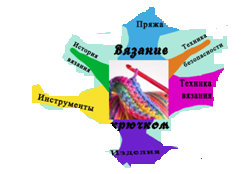 Пряжа
Вязание
Техника
безопасности
История
вязания
Инструменты
Техника
вязания
крючком
Изделия